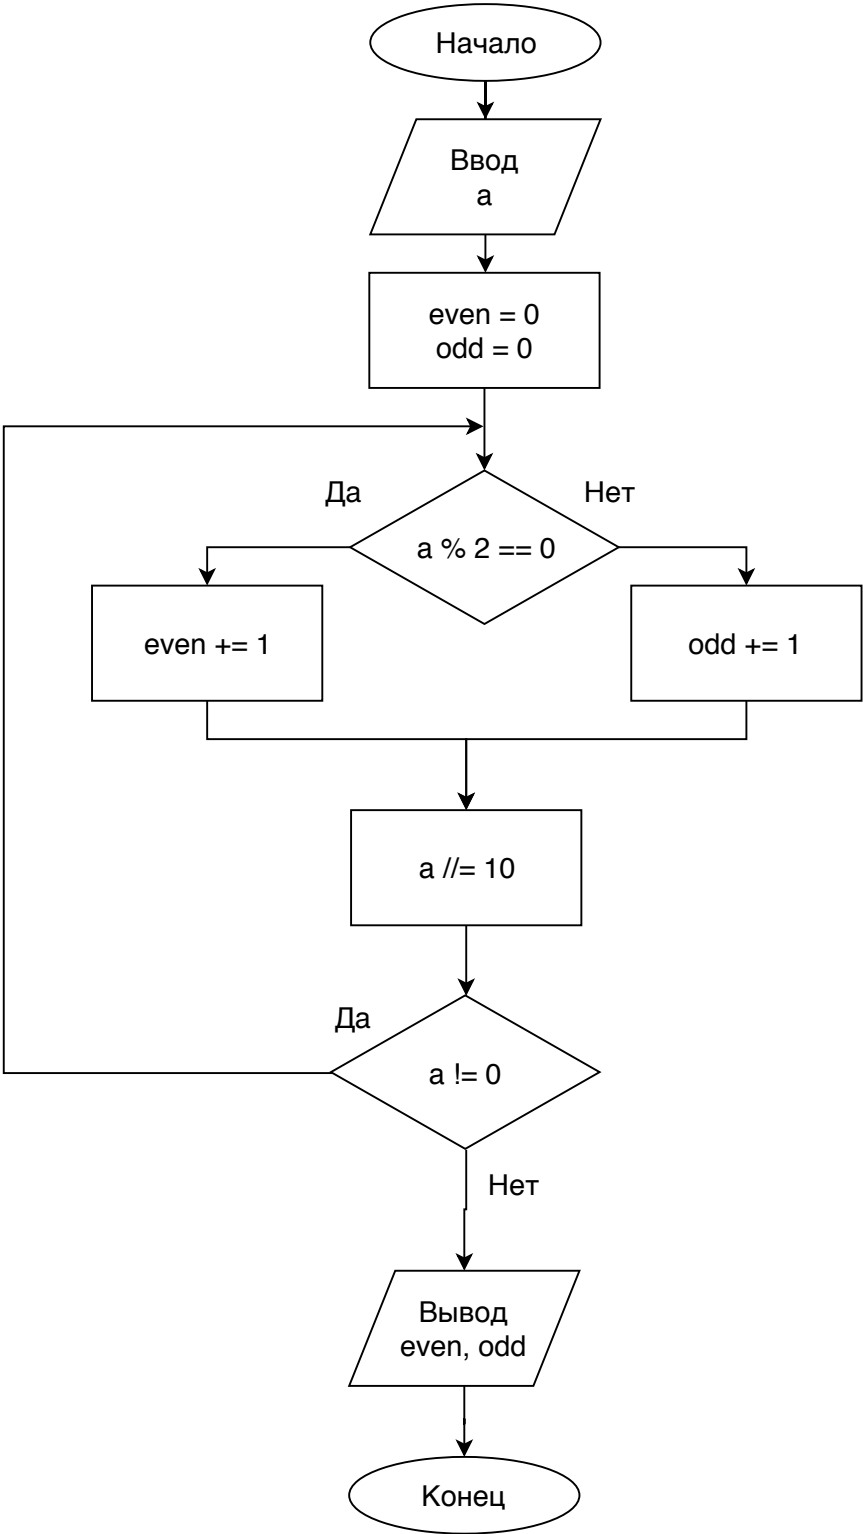 Начало
Ввод
a
even = 0
odd = 0
Да
Нет
a % 2 == 0
even += 1
odd += 1
a //= 10
Да
a != 0
Нет
Вывод
even, odd
Конец